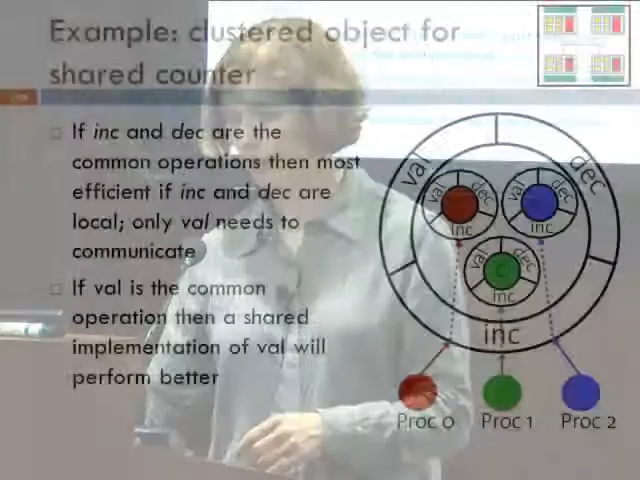 Example: clustered object for
shared counter
If inc and dec are the
common operations then most
efficient if inc and dec are
local; only val needs to
communicate
If val is the common
operation then a shared
implementation of val will
perform better
val
dec
inc
val
dec
inc
val
dec
inc
val
dec
inc
Proc 0
Proc 1
Proc 2